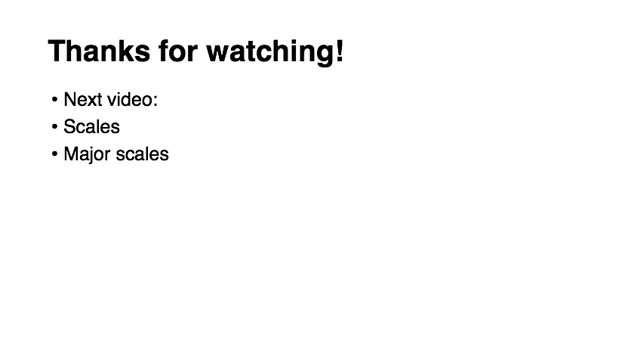 Thanks for watching!
• Next video:
• Scales
• Major scales